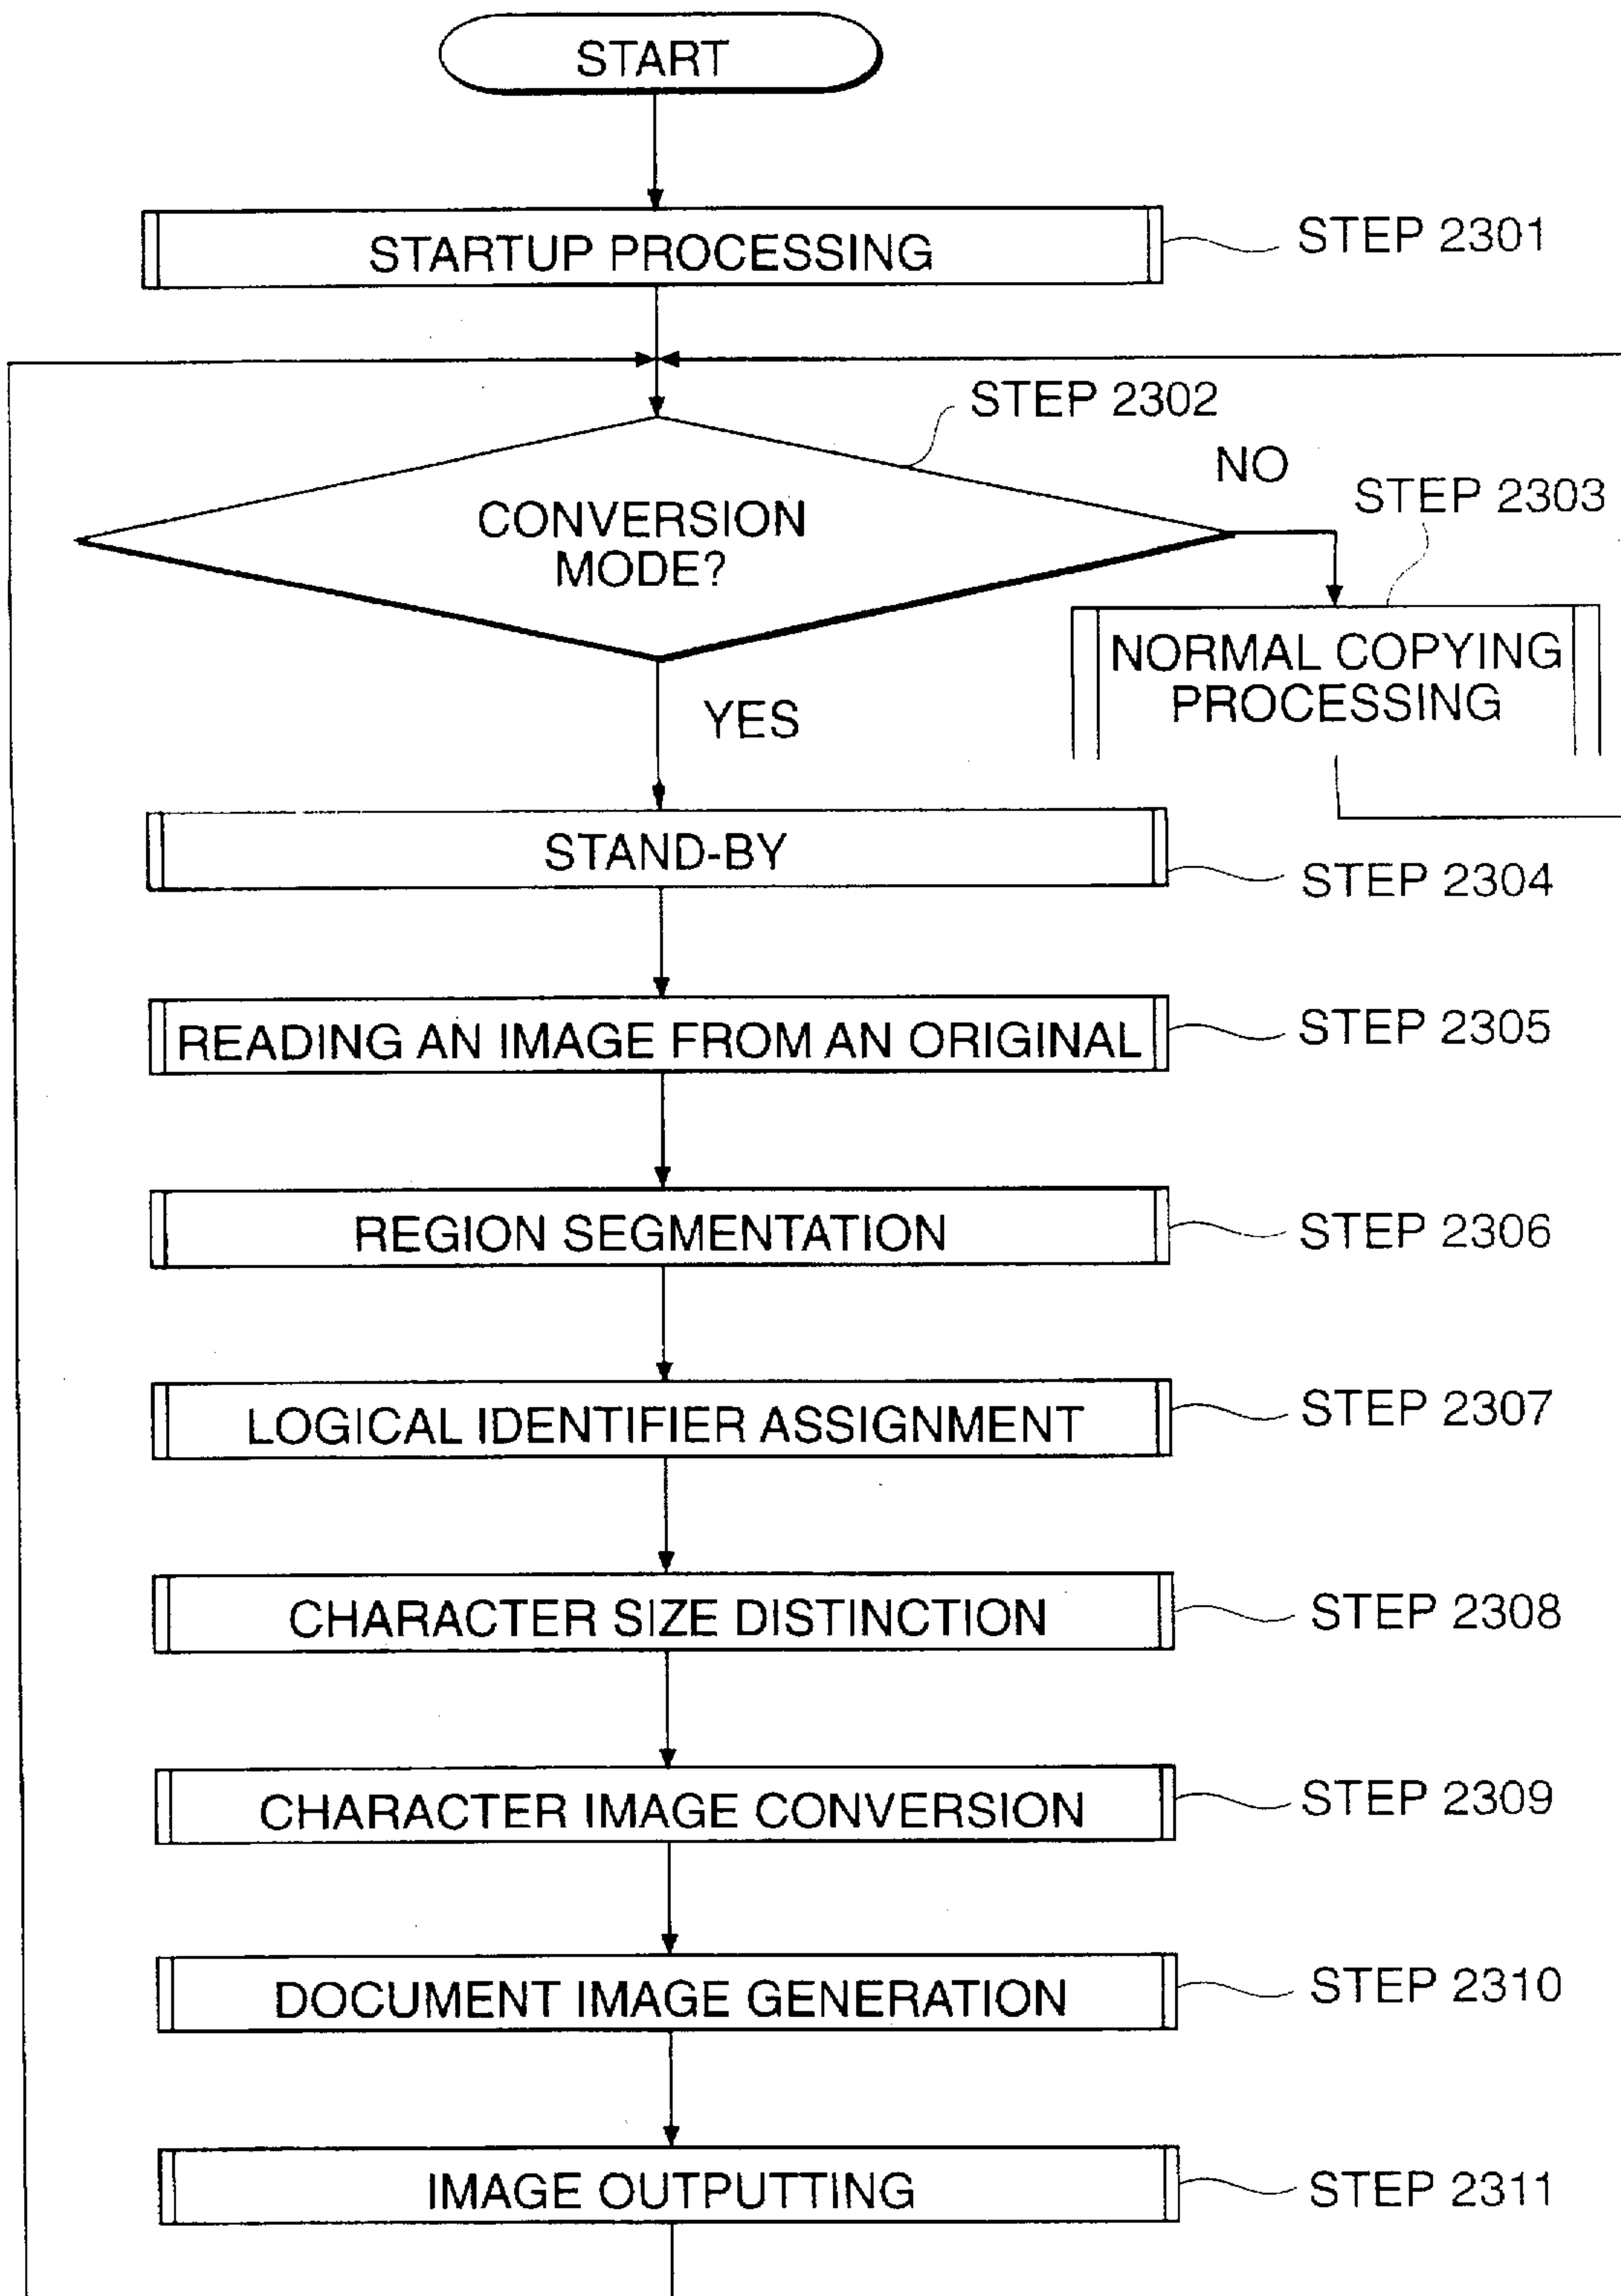 START
STARTUP PROCESSING
STEP 2301
STEP 2302
NO
STEP 2303
CONVERSION
MODE?
NORMAL COPYING
PROCESSING
YES
STAND-BY
STEP 2304
READING AN IMAGE FROM AN ORIGINAL
STEP 2305
REGION SEGMENTATION
STEP 2306
LOGICAL IDENTIFIER ASSIGNMENT
STEP 2307
CHARACTER SIZE DISTINCTION
STEP 2308
CHARACTER IMAGE CONVERSION
STEP 2309
DOCUMENT IMAGE GENERATION
STEP 2310
IMAGE OUTPUTTING
STEP 2311